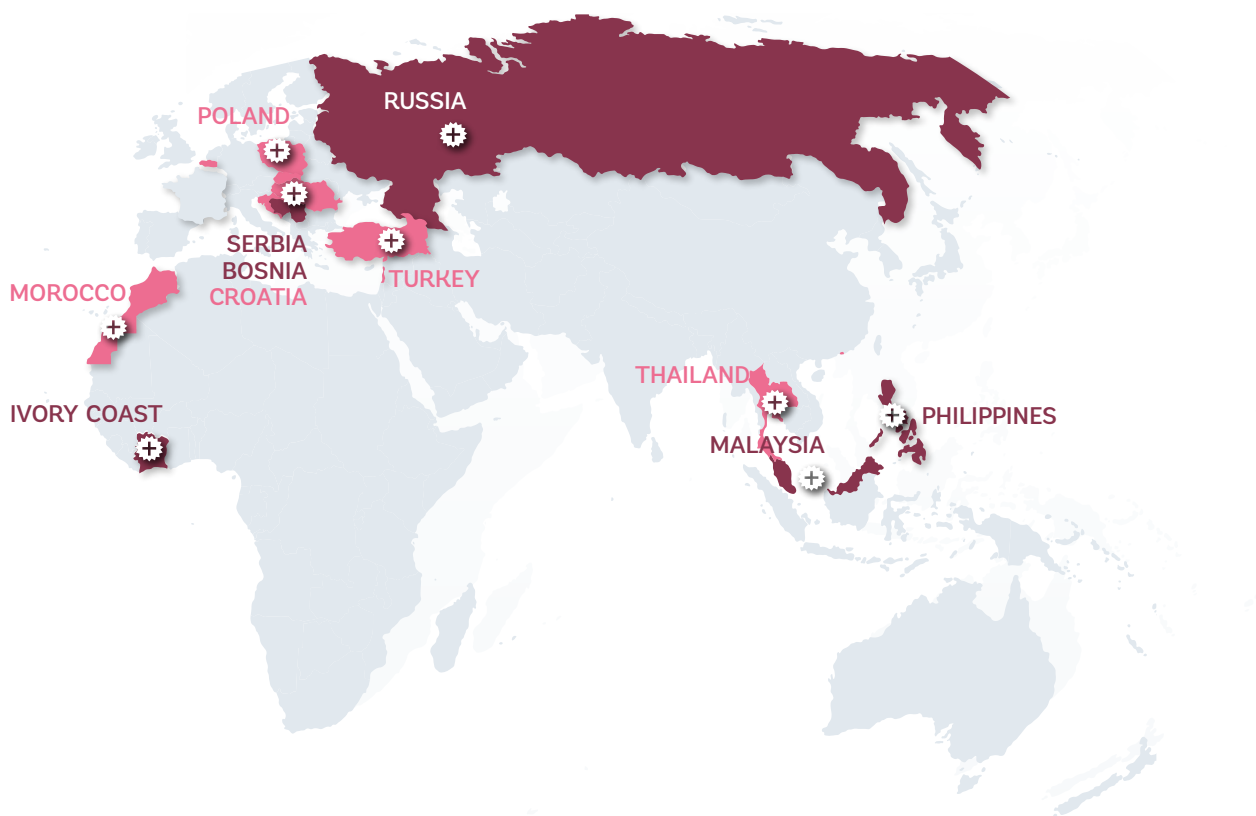 RUSSIA
POLAND
SERBIA
BOSNIA
CROATIA
TURKEY
MOROCCO
THAILAND
IVORY COAST
PHILIPPINES
MALAYSIA